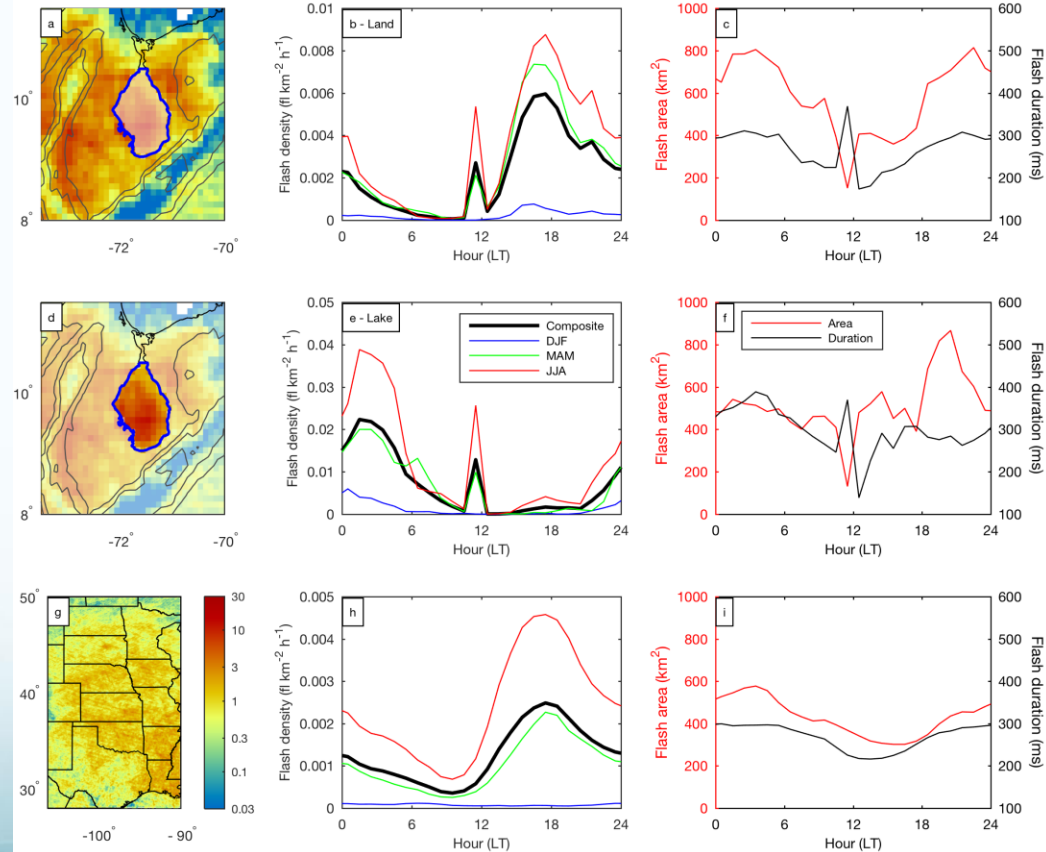 a
10°
8°
-72°
-70°
b - Land
0.01
0.008
0.006
0.004
0.002
0
Flash density (fl km⁻² h⁻¹)
0 6 12 18 24
Hour (LT)
c
1000
800
600
400
200
0
Flash area (km²)
600
500
400
300
200
100
Flash duration (ms)
0 6 12 18 24
Hour (LT)
d
10°
8°
-72°
-70°
e - Lake
0.05
0.04
0.03
0.02
0.01
0
Flash density (fl km⁻² h⁻¹)
Composite
DJF
MAM
JJA
0 6 12 18 24
Hour (LT)
f
Area
Duration
1000
800
600
400
200
0
Flash area (km²)
600
500
400
300
200
100
Flash duration (ms)
0 6 12 18 24
Hour (LT)
g
50°
40°
30°
-100°
- 90°
30
10
3
1
0.3
0.1
0.03
h
0.005
0.004
0.003
0.002
0.001
0
Flash density (fl km⁻² h⁻¹)
0 6 12 18 24
Hour (LT)
i
1000
800
600
400
200
0
Flash area (km²)
600
500
400
300
200
100
Flash duration (ms)
0 6 12 18 24
Hour (LT)